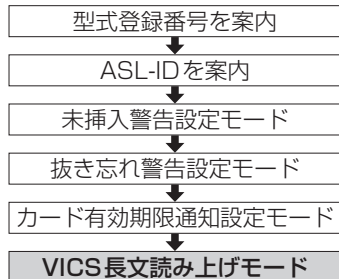 型式登録番号を案内
ASL-IDを案内
未挿入警告設定モード
抜き忘れ警告設定モード
カード有効期限通知設定モード
VICS長文読み上げモード